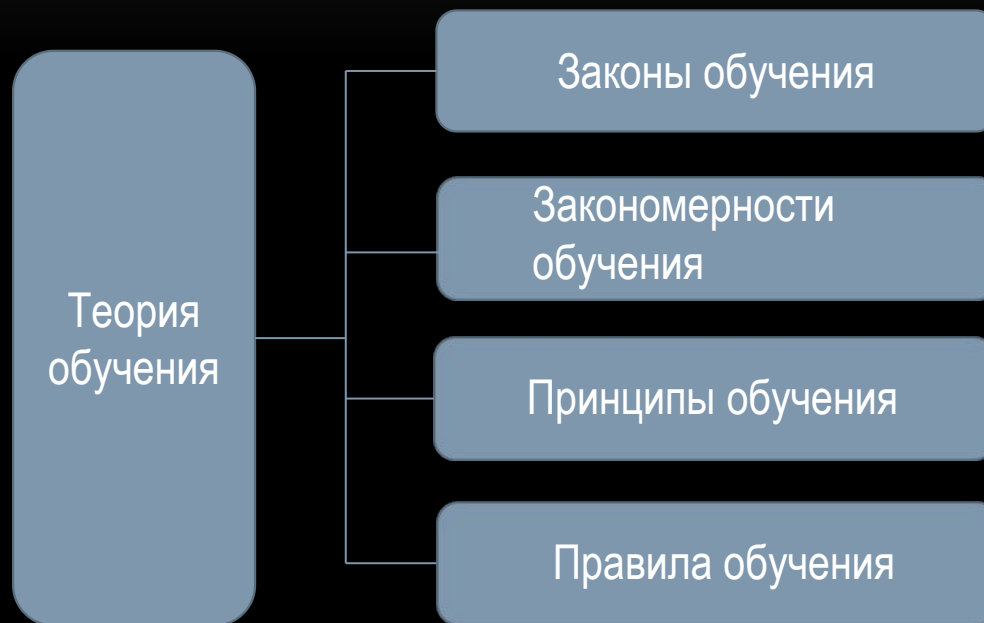 Теория
обучения
Законы обучения
Закономерности
обучения
Принципы обучения
Правила обучения